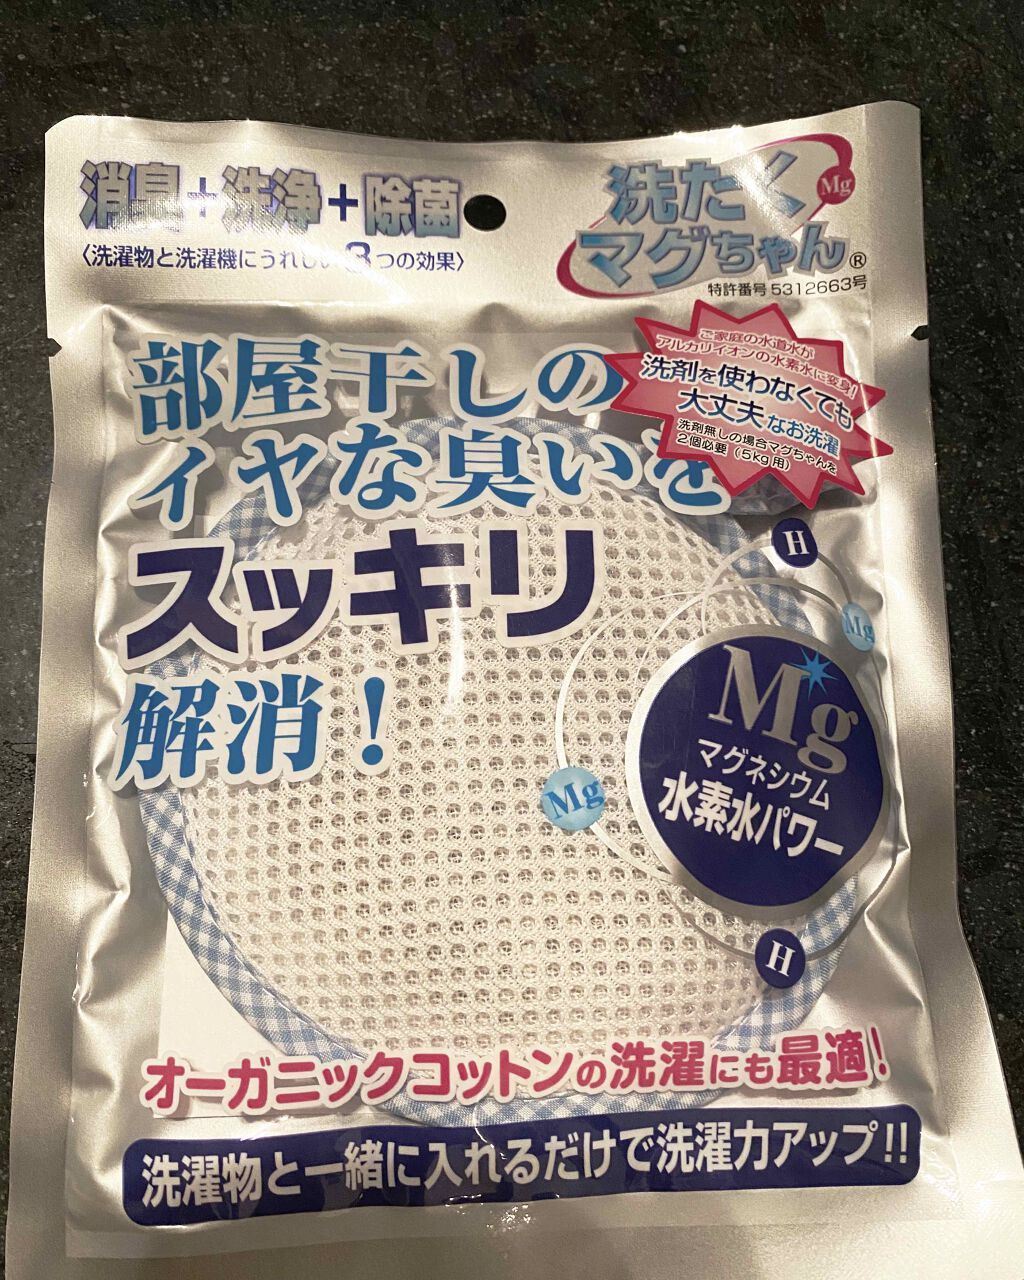 消臭+洗浄+除菌
〈洗濯物と洗濯機にうれしい3つの効果〉
洗たく
Mg
マグちゃん®
特許番号 5312663号
ご家庭の水道水が
アルカリイオンの水素水に変身!
洗剤を使わなくても
大丈夫なお洗濯
洗剤無しの場合マグちゃんを
2個必要(5kg用)
部屋干しの
イヤな臭いを
スッキリ
解消!
H
Mg
Mg
マグネシウム
水素水パワー
Mg
H
オーガニックコットンの洗濯にも最適!
洗濯物と一緒に入れるだけで洗濯力アップ!!